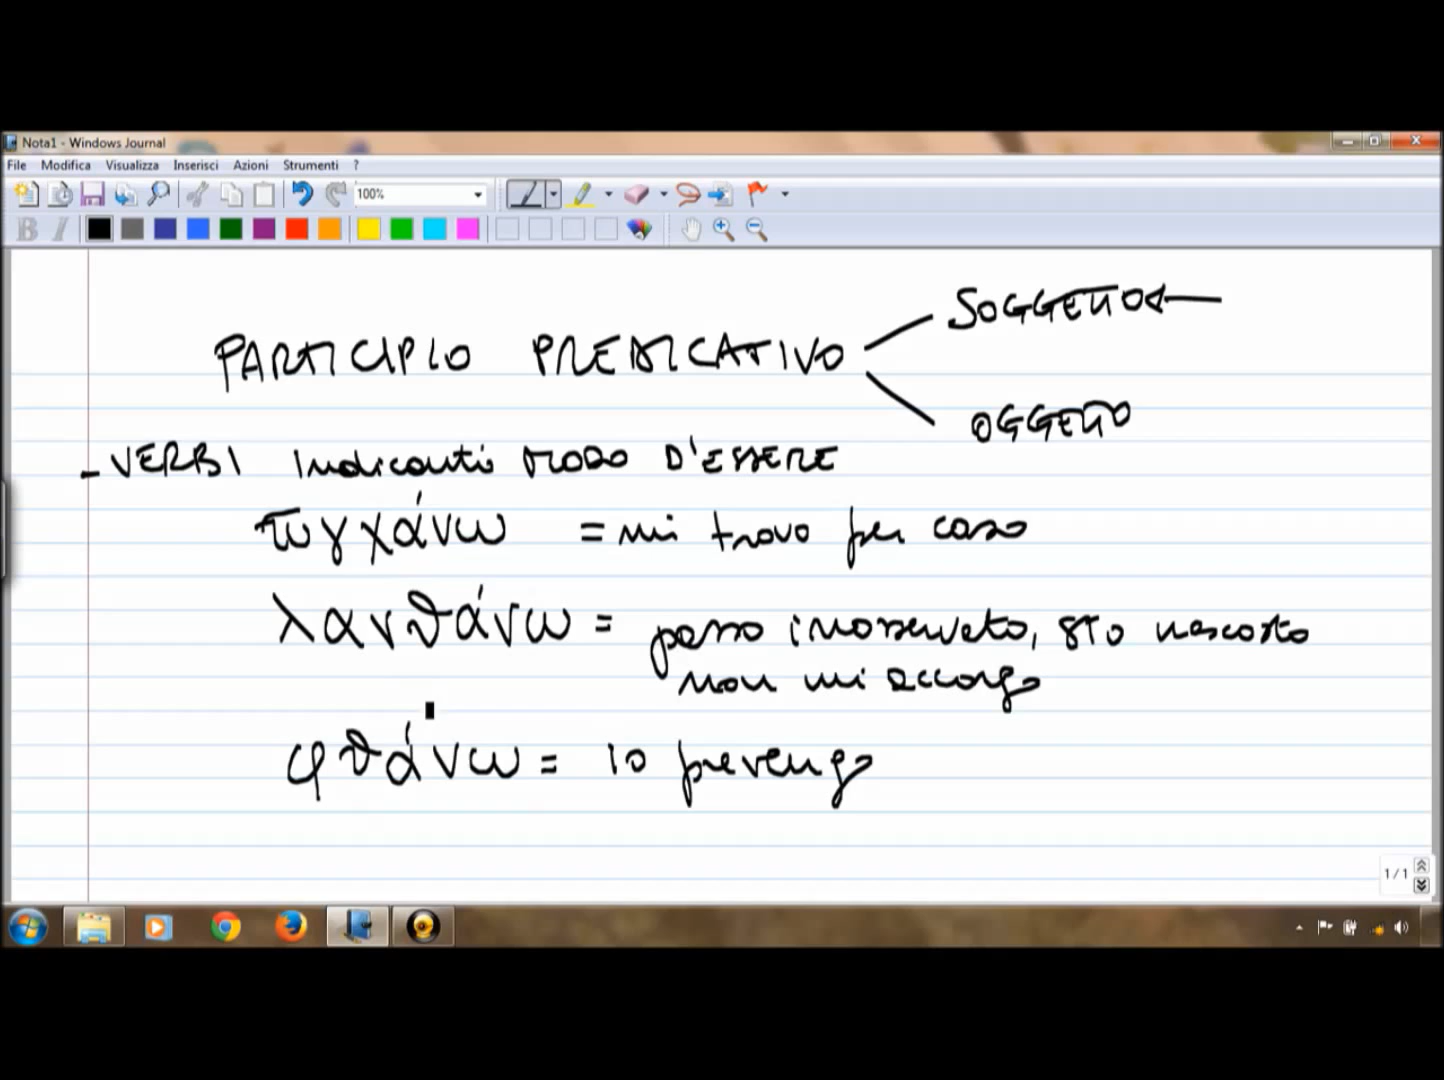 Nota1 - Windows Journal
File Modifica Visualizza Inserisci Azioni Strumenti ?
100%
B I
SOGGETTO
PARTICIPIO PREDICATIVO
OGGETTO
- VERBI Indicanti MODO D'ESSERE
τυγχάνω = mi trovo per caso
λανθάνω = passo inosservato, sto nascosto
non mi accorgo
φθάνω = io prevengo
1 / 1